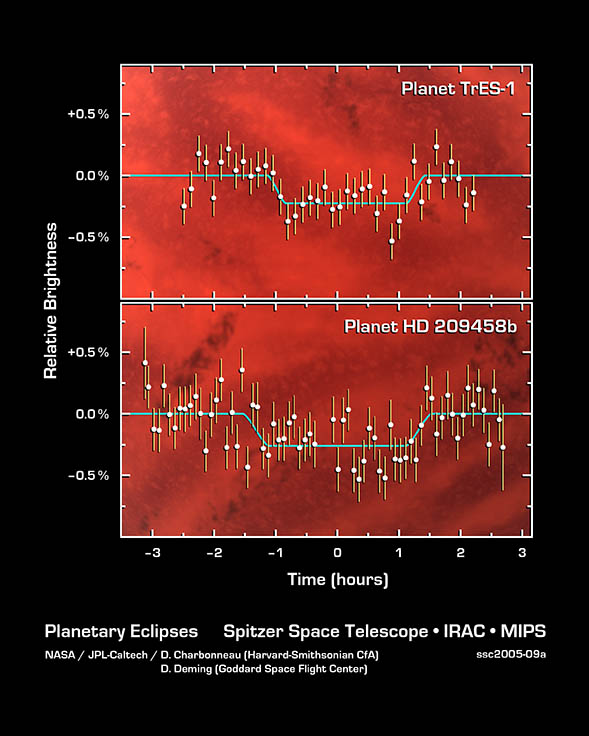 Planet TrES-1
+0.5 %
0.0 %
−0.5 %
Relative Brightness
Planet HD 209458b
+0.5 %
0.0 %
−0.5 %
−3 −2 −1 0 1 2 3
Time (hours)
Planetary Eclipses Spitzer Space Telescope • IRAC • MIPS
NASA / JPL-Caltech / D. Charbonneau (Harvard-Smithsonian CfA) ssc2005-09a
D. Deming (Goddard Space Flight Center)